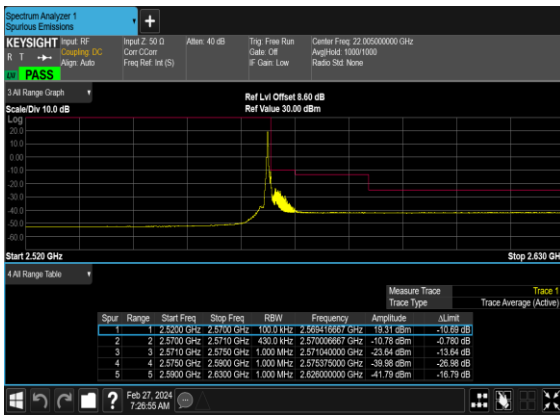 Spectrum Analyzer 1
Spurious Emissions
KEYSIGHT Input: RF Input Z: 50 Ω Atten: 40 dB Trig: Free Run Center Freq: 22.005000000 GHz
R T Coupling: DC Corr CCorr Gate: Off Avg|Hold: 1000/1000
Align: Auto Freq Ref: Int (S) IF Gain: Low Radio Std: None
PASS
3 All Range Graph
Ref Lvl Offset 8.60 dB
Scale/Div 10.0 dB Ref Value 30.00 dBm
Log
20.0
10.0
0.00
-10.0
-20.0
-30.0
-40.0
-50.0
-60.0
Start 2.520 GHz Stop 2.630 GH
4 All Range Table
Measure Trace Trace 1
Trace Type Trace Average (Active)
Spur Range Start Freq Stop Freq RBW Frequency Amplitude ΔLimit
1 1 2.5200 GHz 2.5700 GHz 100.0 kHz 2.569416667 GHz 19.31 dBm -10.69 dB
2 2 2.5700 GHz 2.5710 GHz 430.0 kHz 2.570006667 GHz -10.78 dBm -0.780 dB
3 3 2.5710 GHz 2.5750 GHz 1.000 MHz 2.571040000 GHz -23.64 dBm -13.64 dB
4 4 2.5750 GHz 2.5900 GHz 1.000 MHz 2.575375000 GHz -39.98 dBm -26.98 dB
5 5 2.5900 GHz 2.6300 GHz 1.000 MHz 2.626000000 GHz -41.79 dBm -16.79 dB
Feb 27, 2024
7:26:55 AM